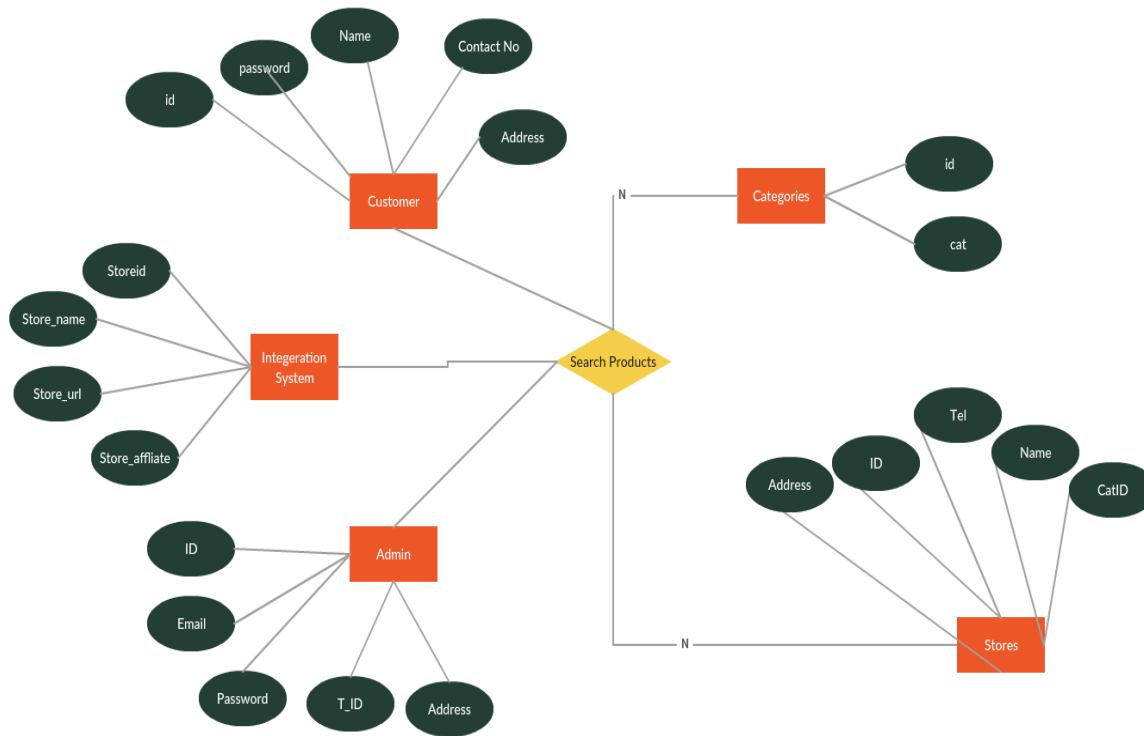 Name
Contact No
password
id
Address
Customer
N
Categories
id
cat
Storeid
Store_name
Integeration
System
Store_url
Store_affliate
Search Products
Tel
Name
ID
Address
CatID
ID
Admin
Email
Password
T_ID
Address
N
Stores